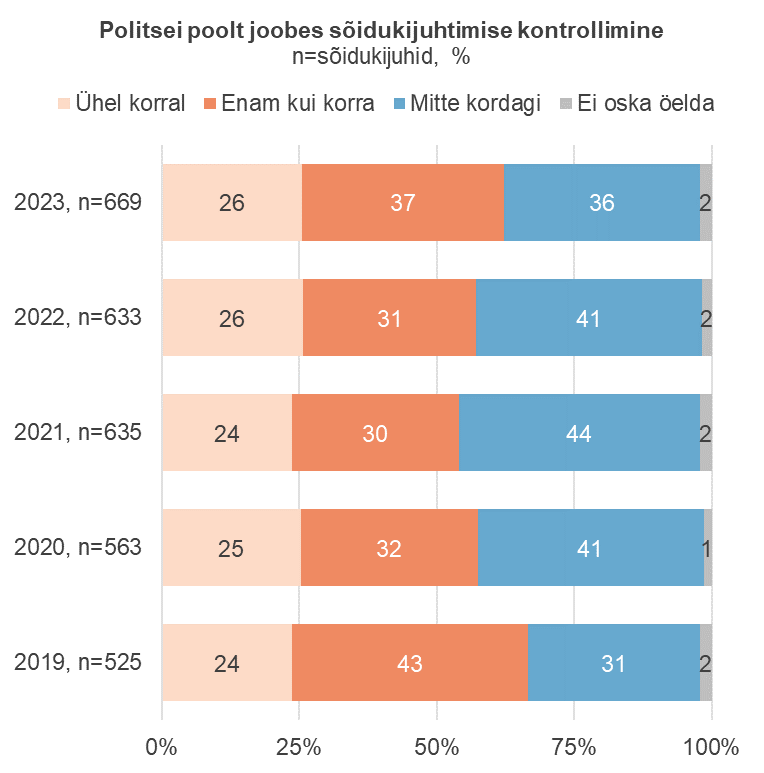 Politsei poolt joobes sõidukijuhtimise kontrollimine
n=sõidukijuhid, %
Ühel korral Enam kui korra Mitte kordagi Ei oska öelda
2023, n=669 26 37 36 2
2022, n=633 26 31 41 2
2021, n=635 24 30 44 2
2020, n=563 25 32 41 1
2019, n=525 24 43 31 2
0% 25% 50% 75% 100%